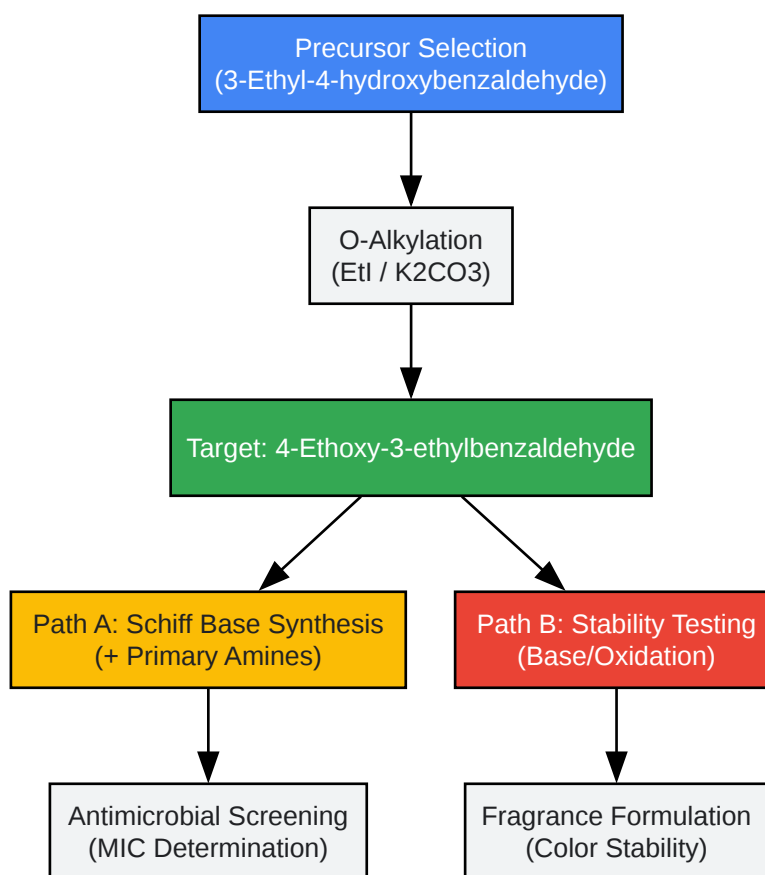 Precursor Selection
(3-Ethyl-4-hydroxybenzaldehyde)
O-Alkylation
(EtI / K2CO3)
Target: 4-Ethoxy-3-ethylbenzaldehyde
Path A: Schiff Base Synthesis
(+ Primary Amines)
Path B: Stability Testing
(Base/Oxidation)
Antimicrobial Screening
(MIC Determination)
Fragrance Formulation
(Color Stability)